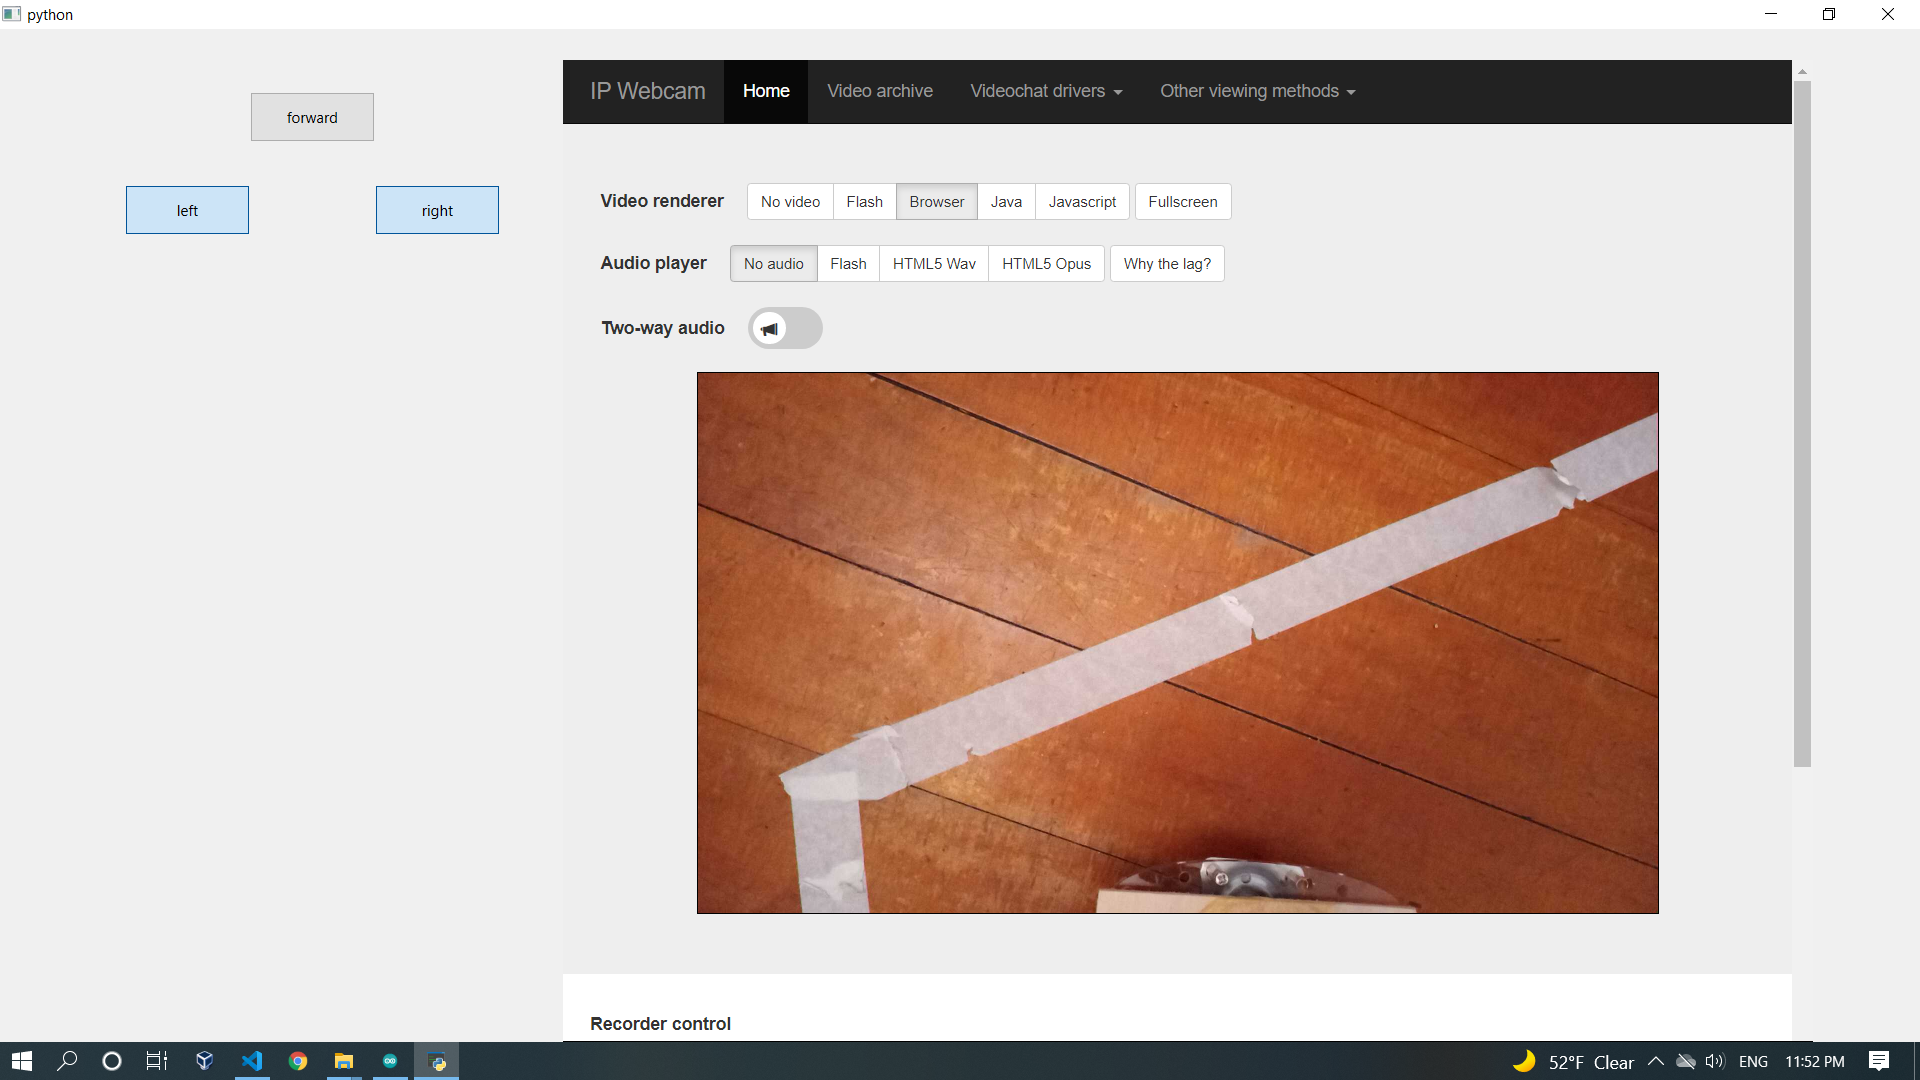 python
forward
left right
IP Webcam Home Video archive Videochat drivers Other viewing methods
Video renderer No video Flash Browser Java Javascript Fullscreen
Audio player No audio Flash HTML5 Wav HTML5 Opus Why the lag?
Two-way audio
Recorder control
52°F Clear ENG 11:52 PM